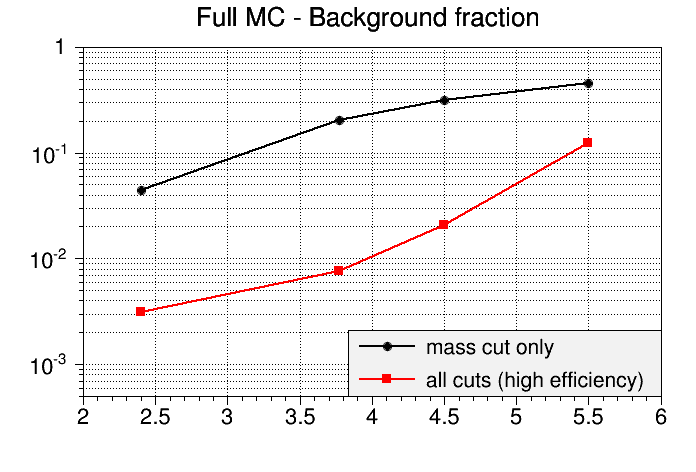 Full MC - Background fraction
1
10⁻¹
10⁻²
10⁻³
mass cut only
all cuts (high efficiency)
2 2.5 3 3.5 4 4.5 5 5.5 6